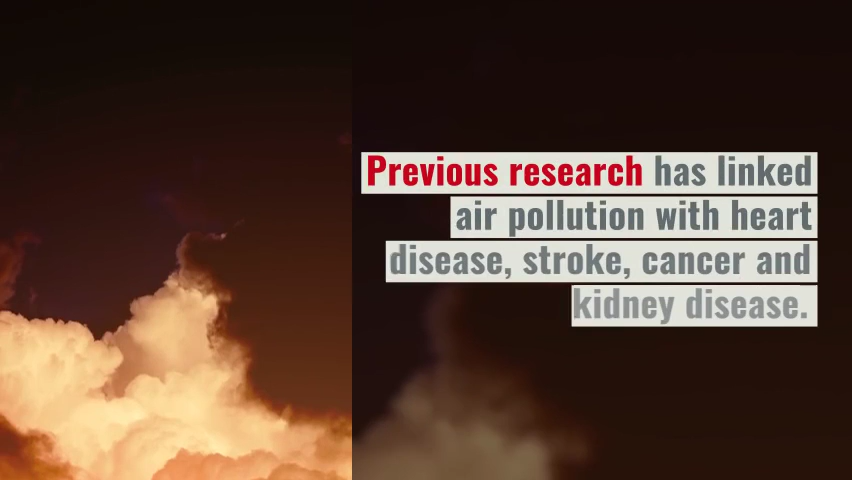 Previous research has linked
air pollution with heart
disease, stroke, cancer and
kidney disease.